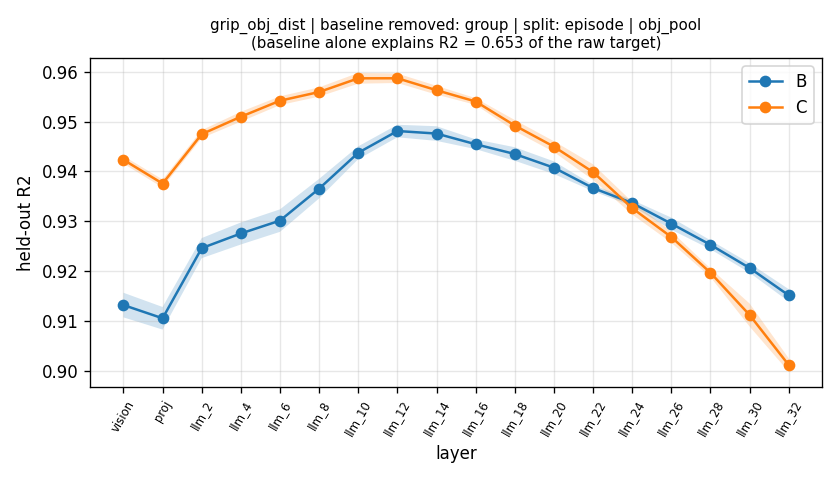 grip_obj_dist | baseline removed: group | split: episode | obj_pool
(baseline alone explains R2 = 0.653 of the raw target)
B
C
held-out R2
0.96
0.95
0.94
0.93
0.92
0.91
0.90
vision
proj
llm_2
llm_4
llm_6
llm_8
llm_10
llm_12
llm_14
llm_16
llm_18
llm_20
llm_22
llm_24
llm_26
llm_28
llm_30
llm_32
layer